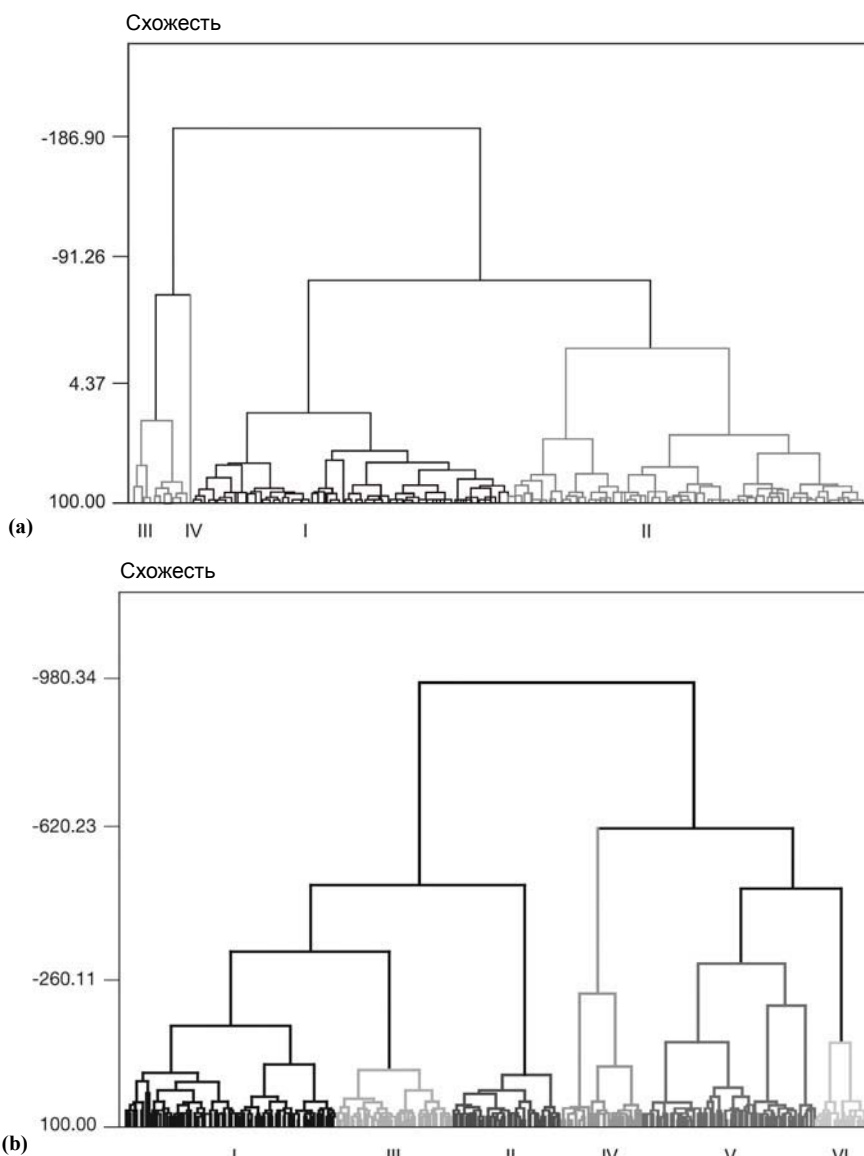 Схожесть
-186.90
-91.26
4.37
100.00
(a)
III IV I II
Схожесть
-980.34
-620.23
-260.11
100.00
(b)
I III II IV V VI